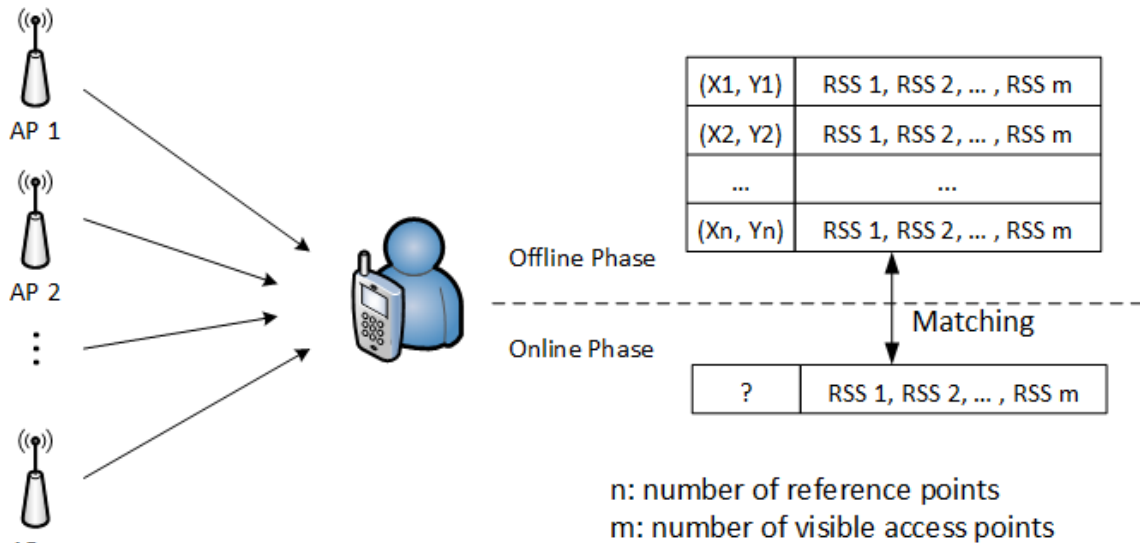 AP 1
AP 2
⋮
(X1, Y1) RSS 1, RSS 2, ... , RSS m
(X2, Y2) RSS 1, RSS 2, ... , RSS m
... ...
(Xn, Yn) RSS 1, RSS 2, ... , RSS m
Offline Phase
Matching
Online Phase
? RSS 1, RSS 2, ... , RSS m
n: number of reference points
m: number of visible access points